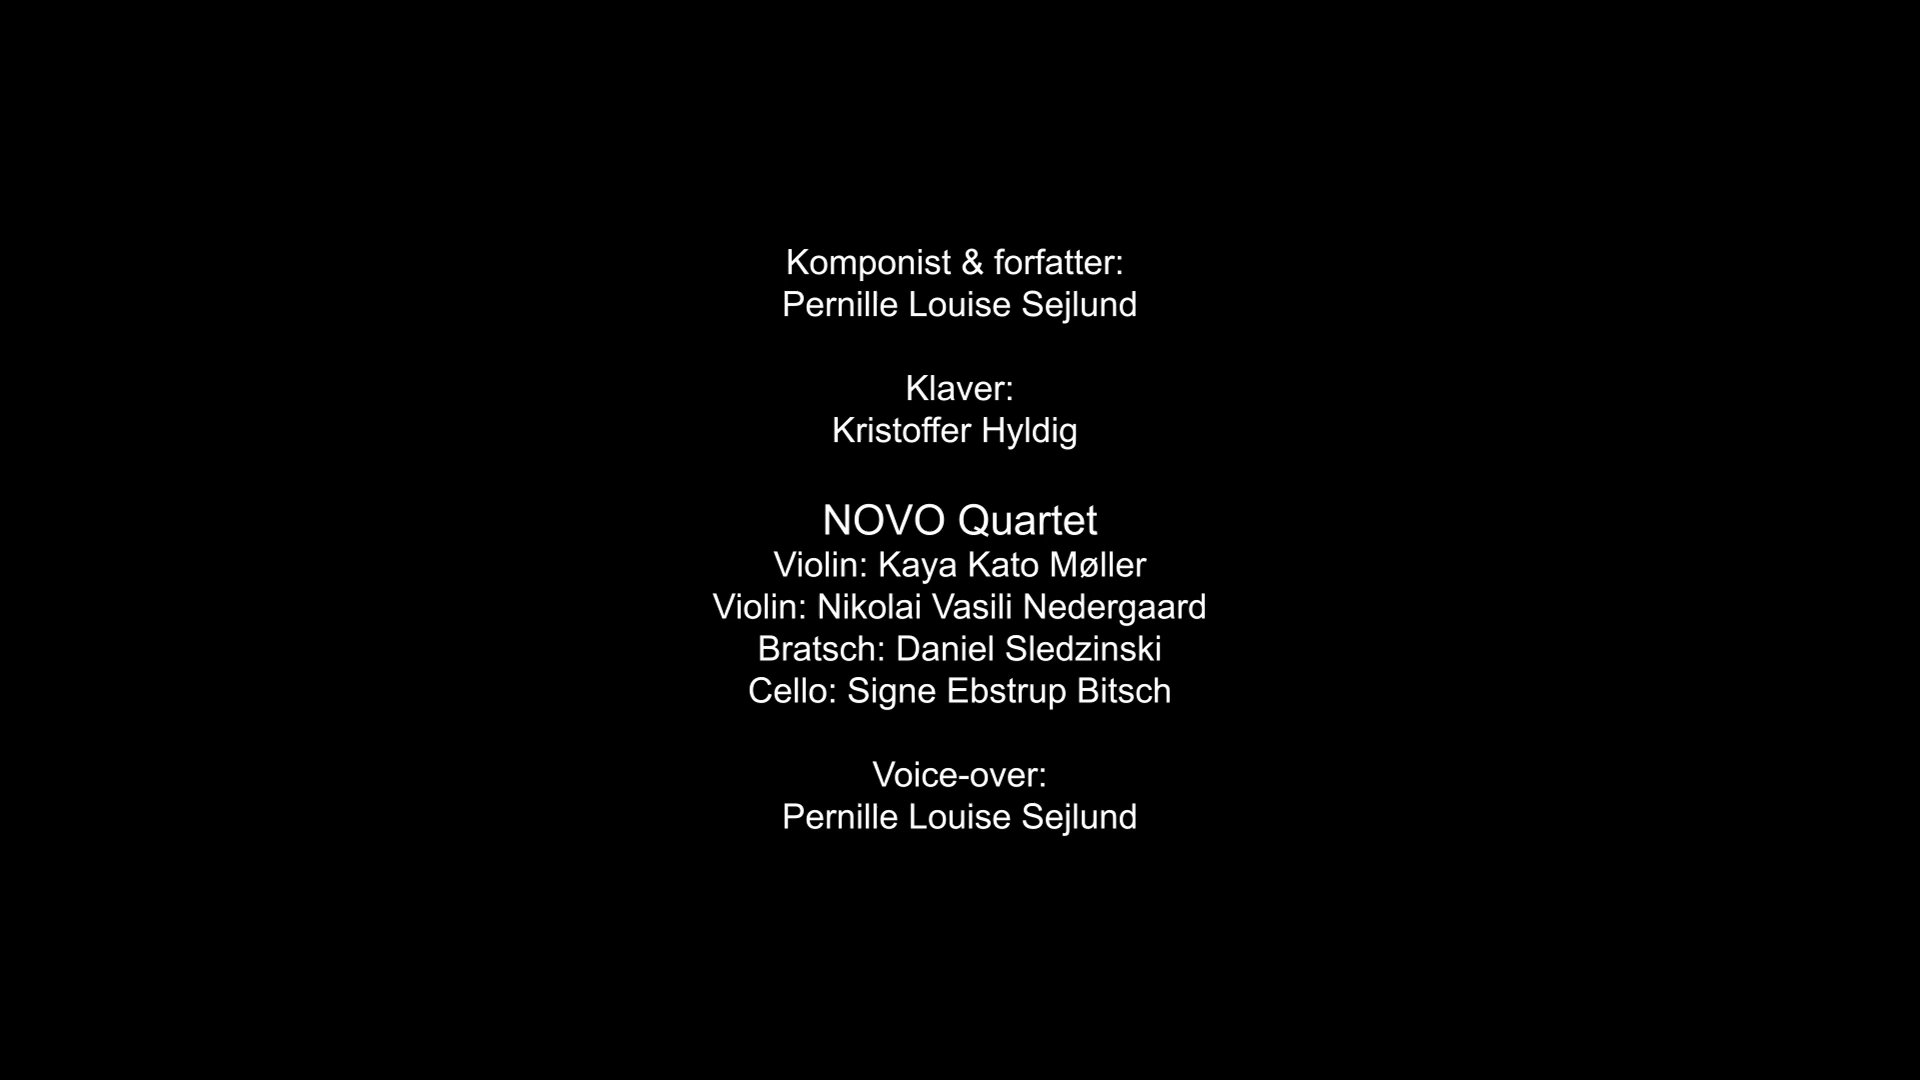 Komponist & forfatter:
Pernille Louise Sejlund
Klaver:
Kristoffer Hyldig
NOVO Quartet
Violin: Kaya Kato Møller
Violin: Nikolai Vasili Nedergaard
Bratsch: Daniel Sledzinski
Cello: Signe Ebstrup Bitsch
Voice-over:
Pernille Louise Sejlund